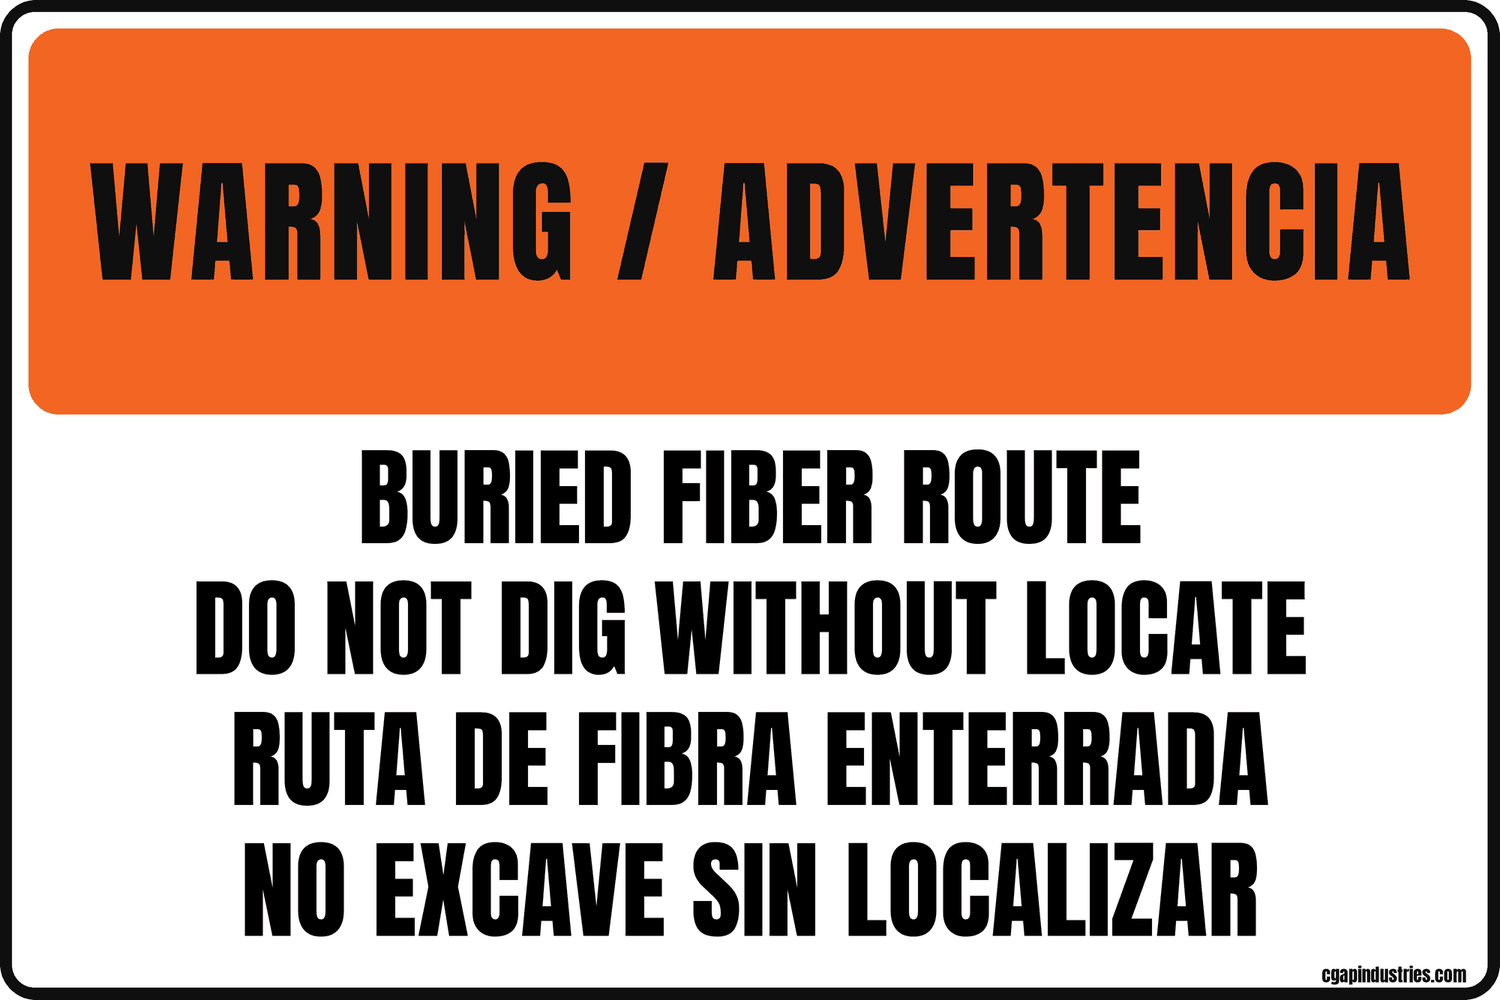 WARNING / ADVERTENCIA
BURIED FIBER ROUTE
DO NOT DIG WITHOUT LOCATE
RUTA DE FIBRA ENTERRADA
NO EXCAVE SIN LOCALIZAR
cgapindustries.com